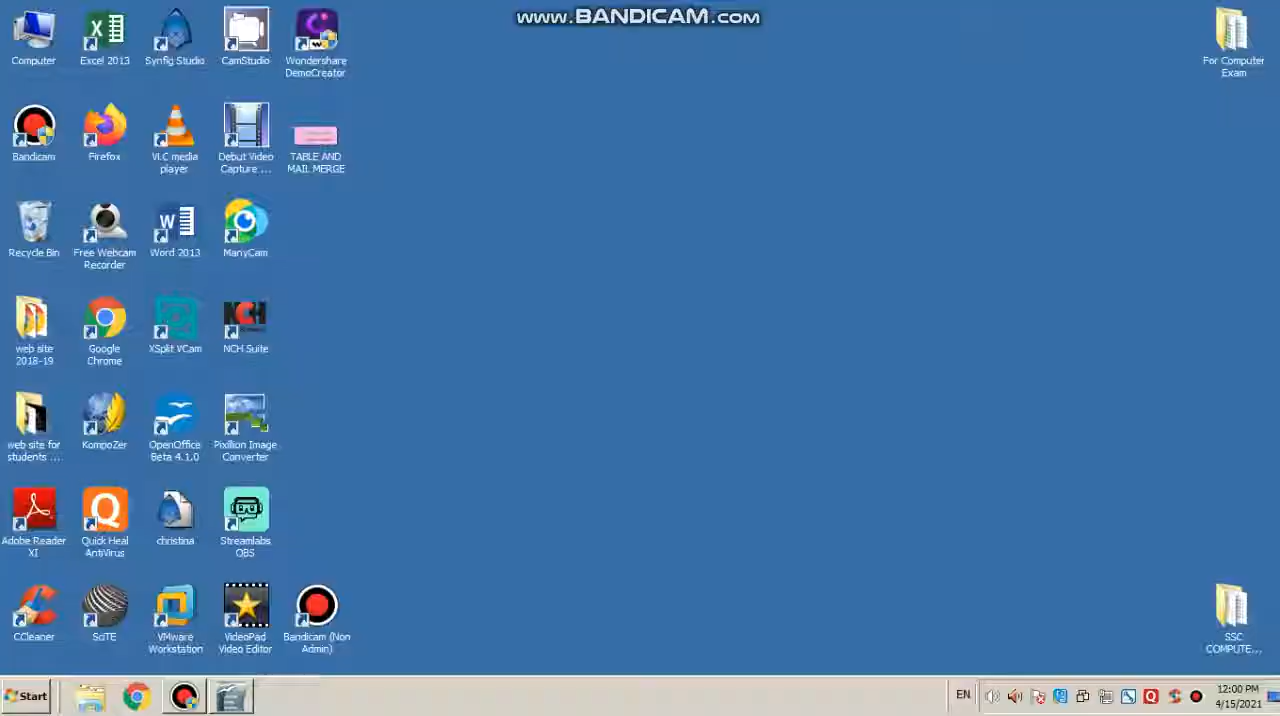 www.BANDICAM.com
Computer
Excel 2013
Synfig Studio
CamStudio
Wondershare
DemoCreator
For Computer
Exam
Bandicam
Firefox
VLC media
player
Debut Video
Capture ...
TABLE AND
MAIL MERGE
Recycle Bin
Free Webcam
Recorder
Word 2013
ManyCam
web site
2018-19
Google
Chrome
XSplit VCam
NCH
NCH Suite
web site for
students ...
KompoZer
OpenOffice
Beta 4.1.0
Pixillion Image
Converter
Adobe Reader
XI
Quick Heal
AntiVirus
christina
Streamlabs
OBS
CCleaner
SciTE
VMware
Workstation
VideoPad
Video Editor
Bandicam (Non
Admin)
SSC
COMPUTE...
Start
EN
12:00 PM
4/15/2021